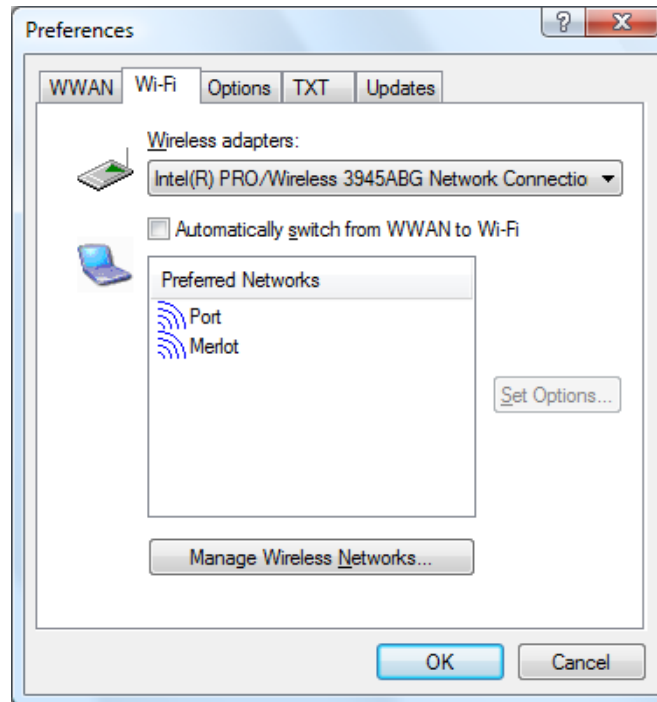 Preferences
WWAN Wi-Fi Options TXT Updates
Wireless adapters:
Intel(R) PRO/Wireless 3945ABG Network Connectio
Automatically switch from WWAN to Wi-Fi
Preferred Networks
Port
Merlot
Set Options...
Manage Wireless Networks...
OK Cancel